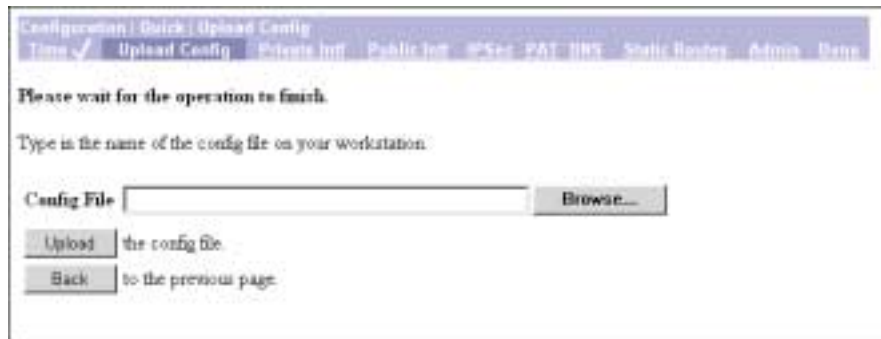 Configuration | Quick | Upload Config
Time Upload Config Private Intf Public Intf IPSec PAT DNS Static Routes Admin Done
Please wait for the operation to finish.
Type in the name of the config file on your workstation.
Config File Browse...
Upload the config file.
Back to the previous page.